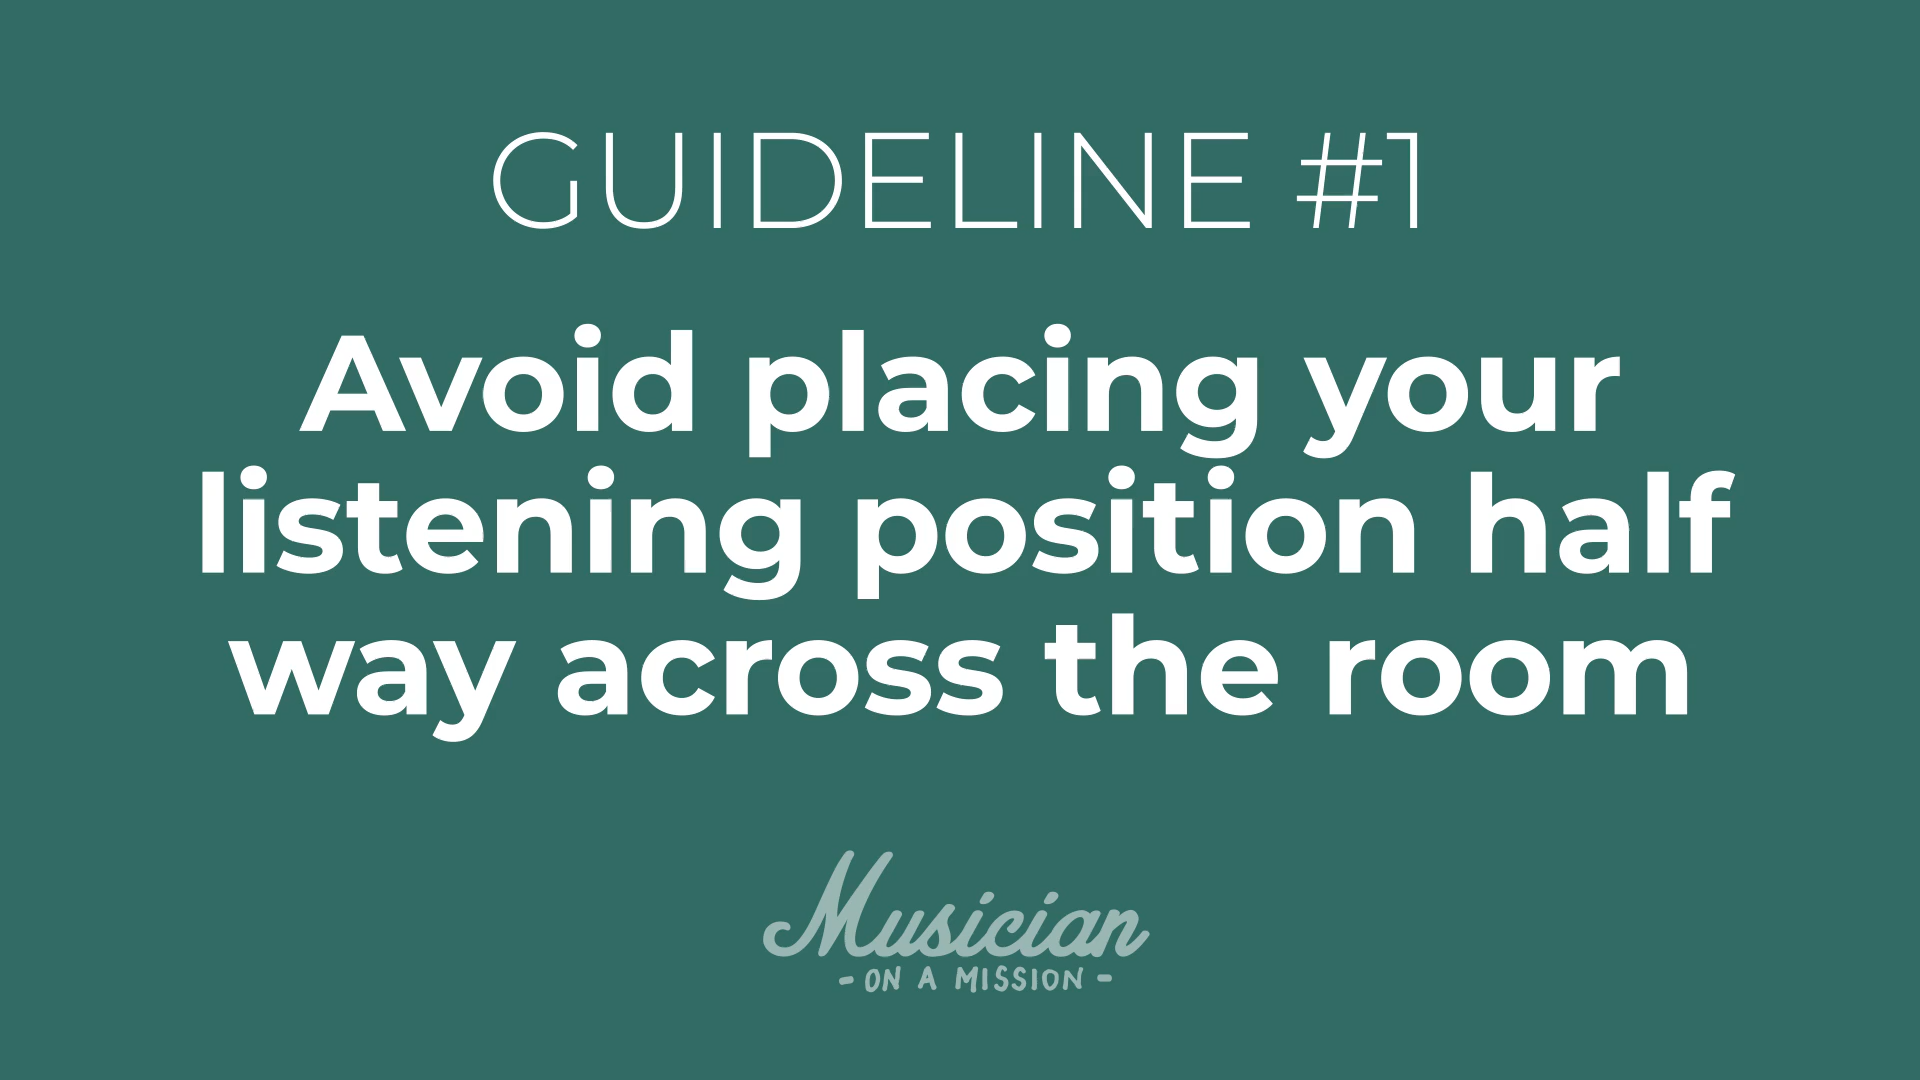 GUIDELINE #1
Avoid placing your
listening position half
way across the room
Musician
- ON A MISSION -